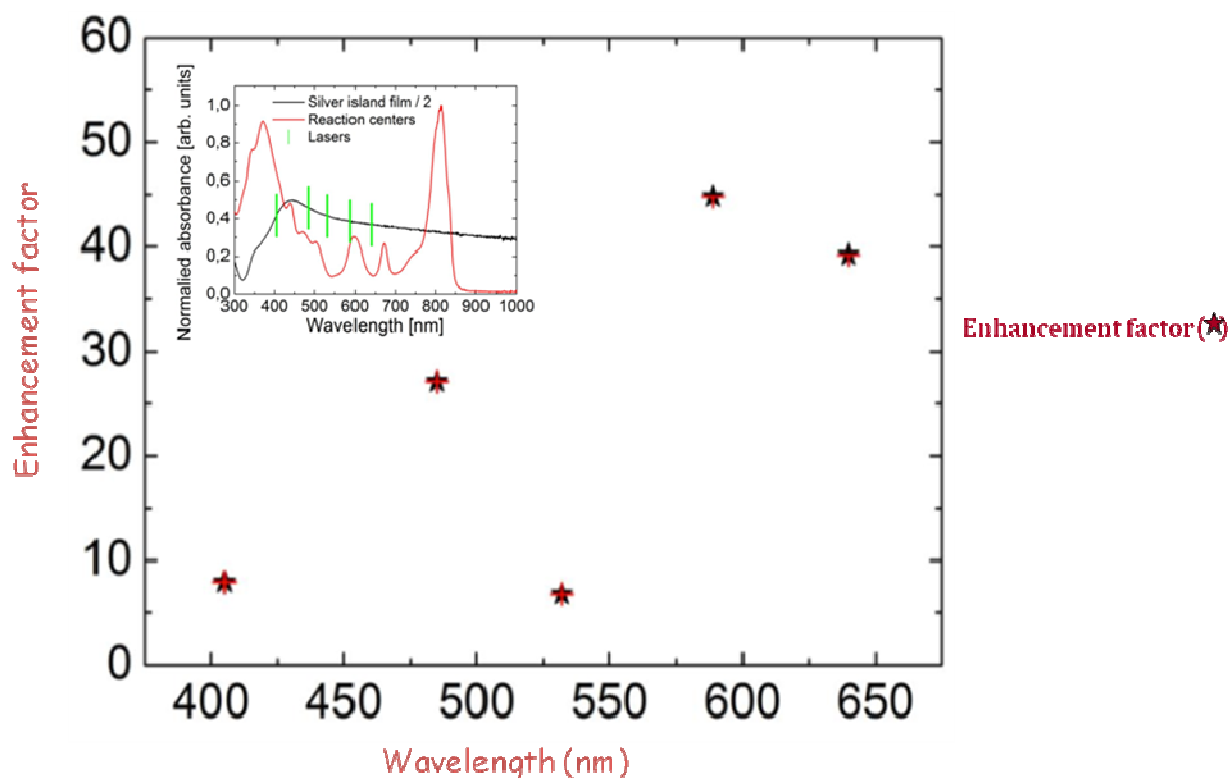 60
50
40
30
20
10
0
Enhancement factor
400 450 500 550 600 650
Wavelength (nm)
Normalied absorbance [arb. units]
1,0
0,8
0,6
0,4
0,2
0,0
Silver island film / 2
Reaction centers
Lasers
300 400 500 600 700 800 900 1000
Wavelength [nm]
Enhancement factor (★)